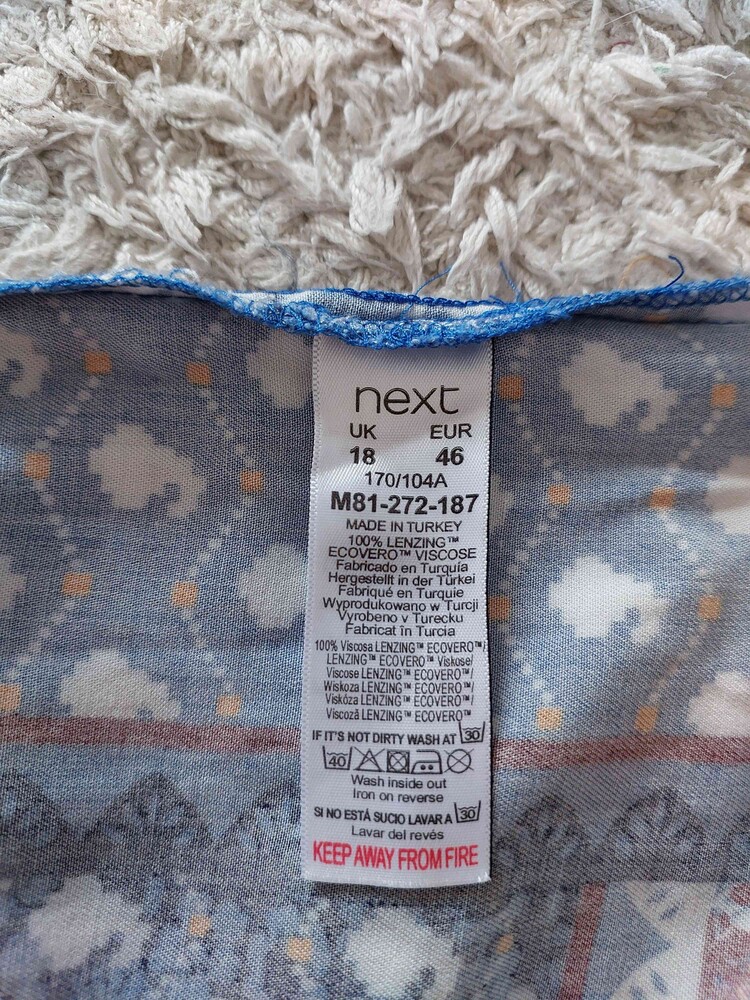 next
UK EUR
18 46
170/104A
M81-272-187
MADE IN TURKEY
100% LENZING™
ECOVERO™ VISCOSE
Fabricado en Turquía
Hergestellt in der Türkei
Fabriqué en Turquie
Wyprodukowano w Turcji
Vyrobeno v Turecku
Fabricat în Turcia
100% Viscosa LENZING™ ECOVERO™/
LENZING™ ECOVERO™ Viskose/
Viscose LENZING™ ECOVERO™/
Wiskoza LENZING™ ECOVERO™/
Viskóza LENZING™ ECOVERO™/
Viscoză LENZING™ ECOVERO™
IF IT'S NOT DIRTY WASH AT 30
40
Wash inside out
Iron on reverse
SI NO ESTÁ SUCIO LAVAR A 30
Lavar del revés
KEEP AWAY FROM FIRE